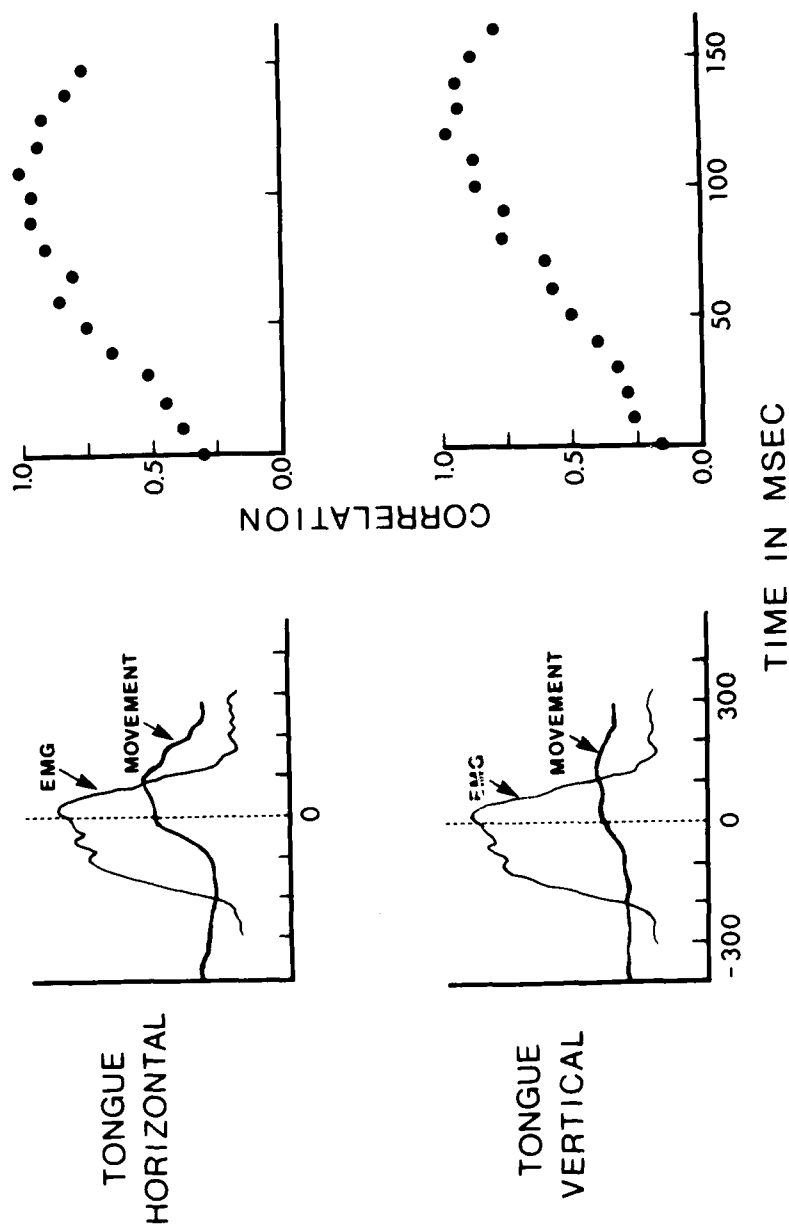 TONGUE
HORIZONTAL
EMG
MOVEMENT
0
CORRELATION
1.0
0.5
0.0
TONGUE
VERTICAL
EMG
MOVEMENT
-300
0
300
1.0
0.5
0.0
50
100
150
TIME IN MSEC